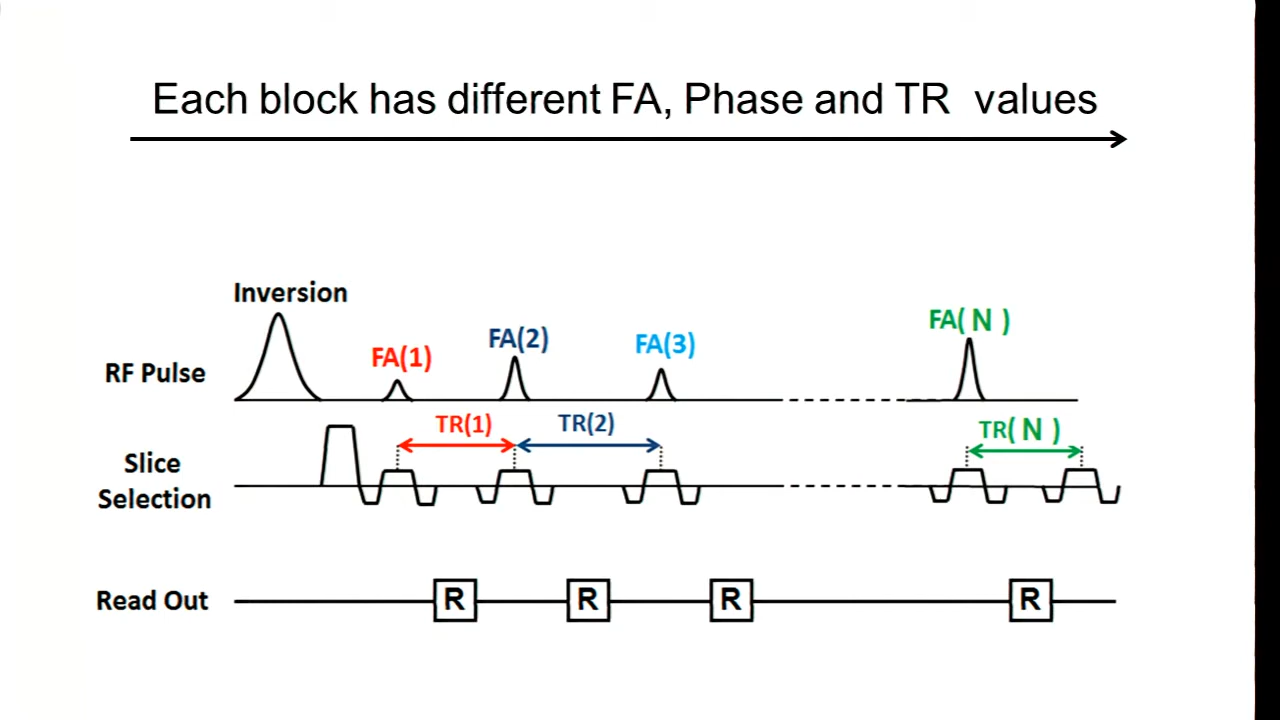 Each block has different FA, Phase and TR values
Inversion
FA(1)
FA(2)
FA(3)
FA( N )
RF Pulse
TR(1)
TR(2)
TR( N )
Slice
Selection
Read Out
R
R
R
R